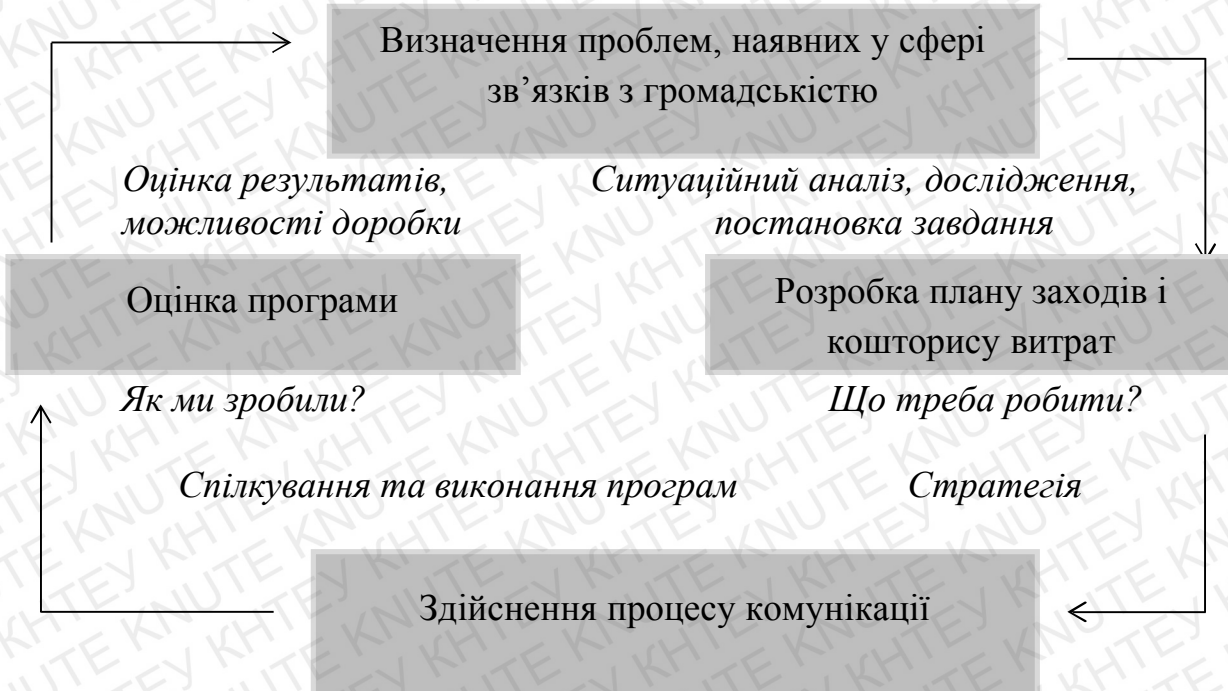 Визначення проблем, наявних у сфері
зв’язків з громадськістю
Оцінка результатів,
можливості доробки
Ситуаційний аналіз, дослідження,
постановка завдання
Оцінка програми
Розробка плану заходів і
кошторису витрат
Як ми зробили?
Що треба робити?
Спілкування та виконання програм
Стратегія
Здійснення процесу комунікації